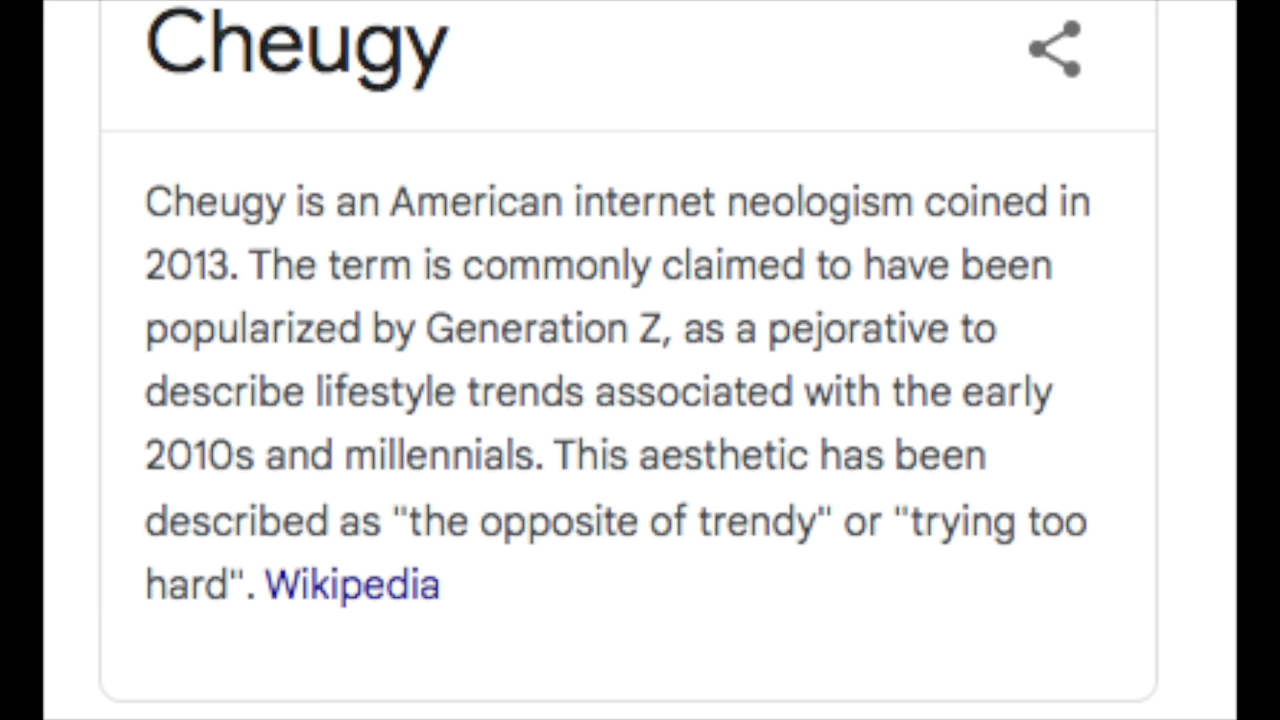 Cheugy
Cheugy is an American internet neologism coined in
2013. The term is commonly claimed to have been
popularized by Generation Z, as a pejorative to
describe lifestyle trends associated with the early
2010s and millennials. This aesthetic has been
described as "the opposite of trendy" or "trying too
hard". Wikipedia